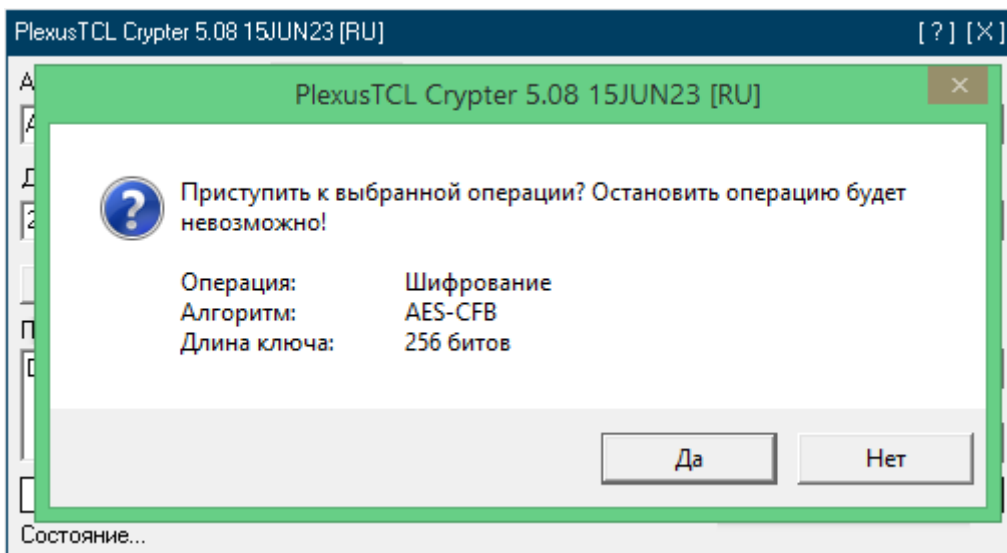 PlexusTCL Crypter 5.08 15JUN23 [RU] [?] [X]
PlexusTCL Crypter 5.08 15JUN23 [RU]
Приступить к выбранной операции? Остановить операцию будет
невозможно!
Операция: Шифрование
Алгоритм: AES-CFB
Длина ключа: 256 битов
Да Нет
Состояние...